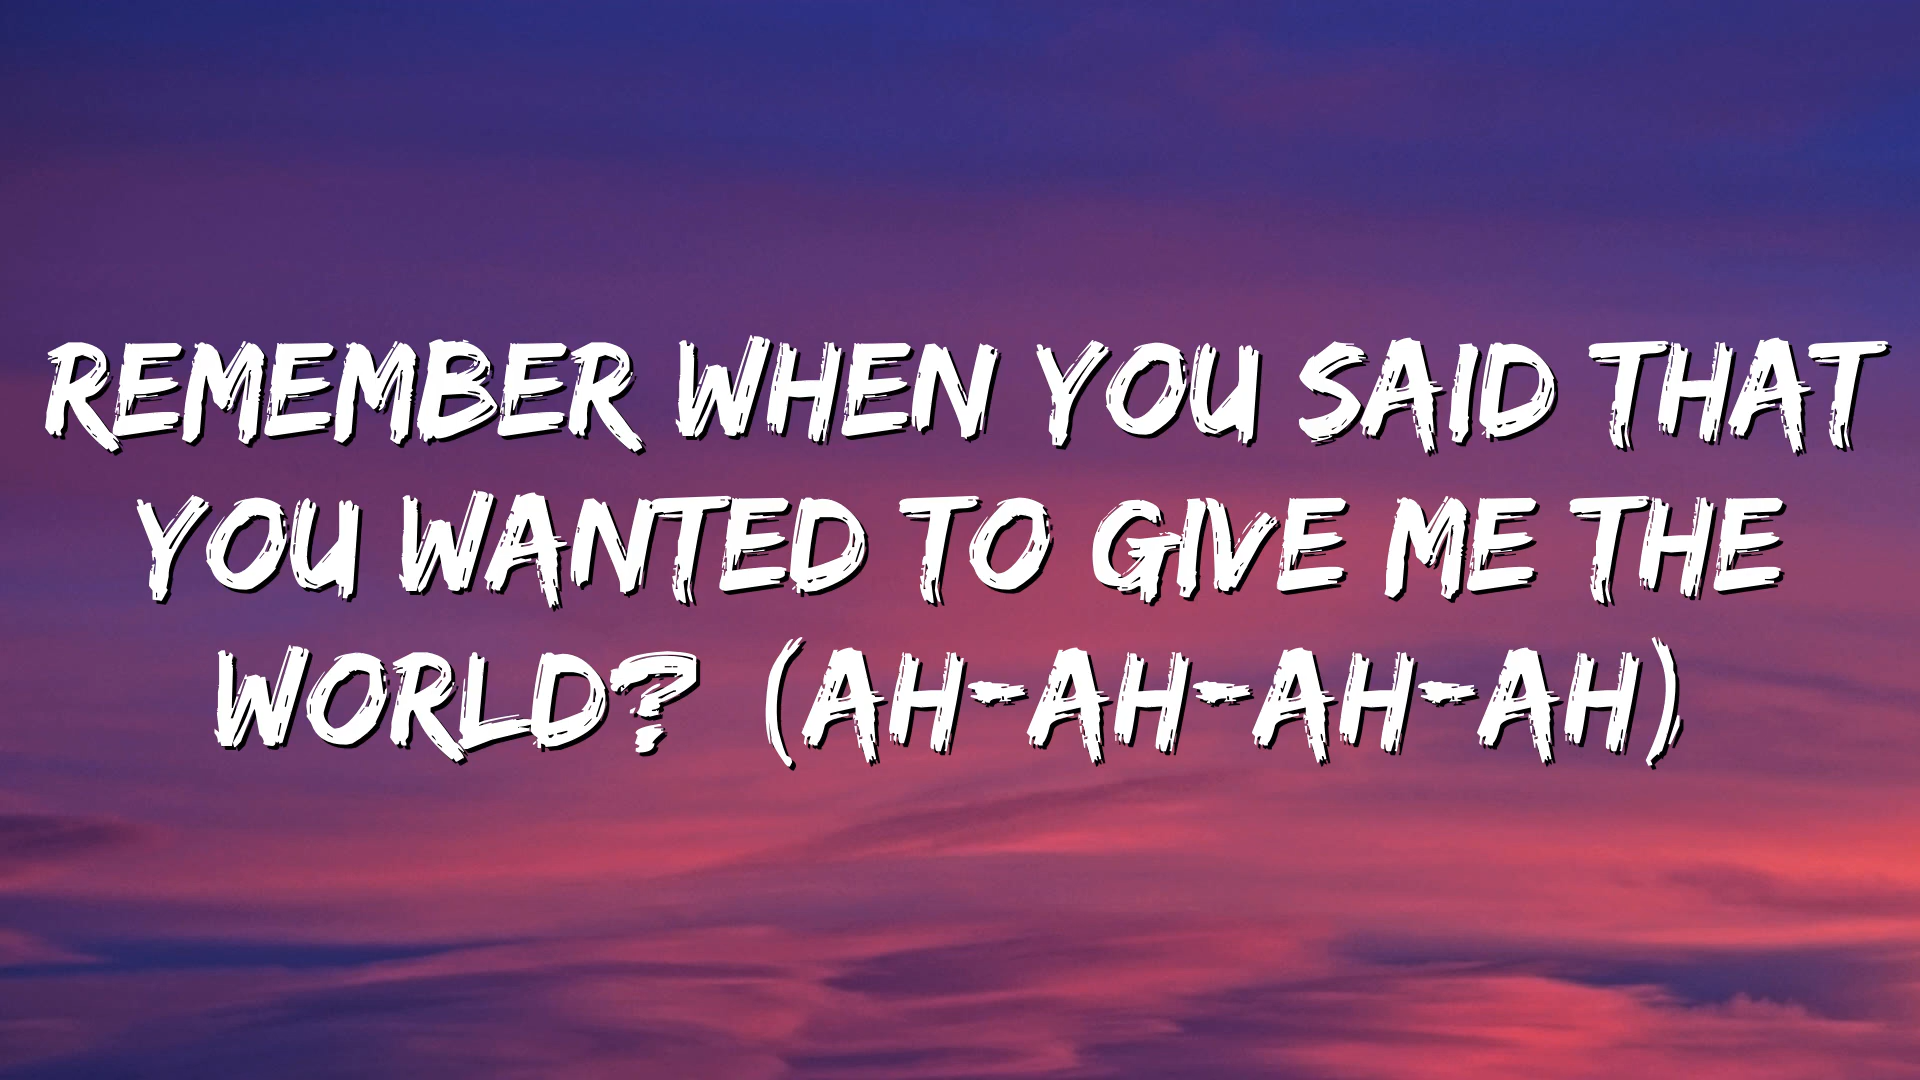 REMEMBER WHEN YOU SAID THAT
YOU WANTED TO GIVE ME THE
WORLD? (AH-AH-AH-AH)